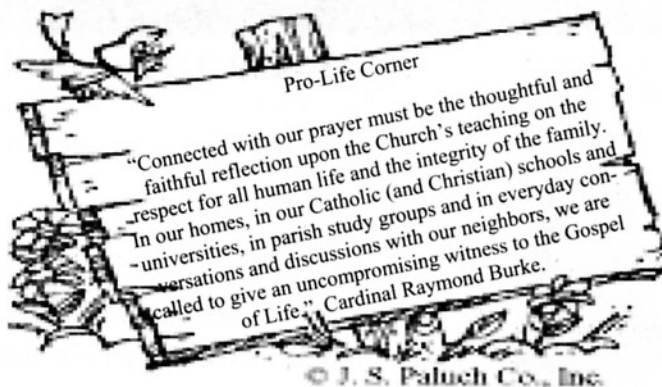 Pro-Life Corner
“Connected with our prayer must be the thoughtful and
faithful reflection upon the Church’s teaching on the
respect for all human life and the integrity of the family.
In our homes, in our Catholic (and Christian) schools and
universities, in parish study groups and in everyday con-
versations and discussions with our neighbors, we are
called to give an uncompromising witness to the Gospel
of Life.” Cardinal Raymond Burke.
© J. S. Paluch Co., Inc.